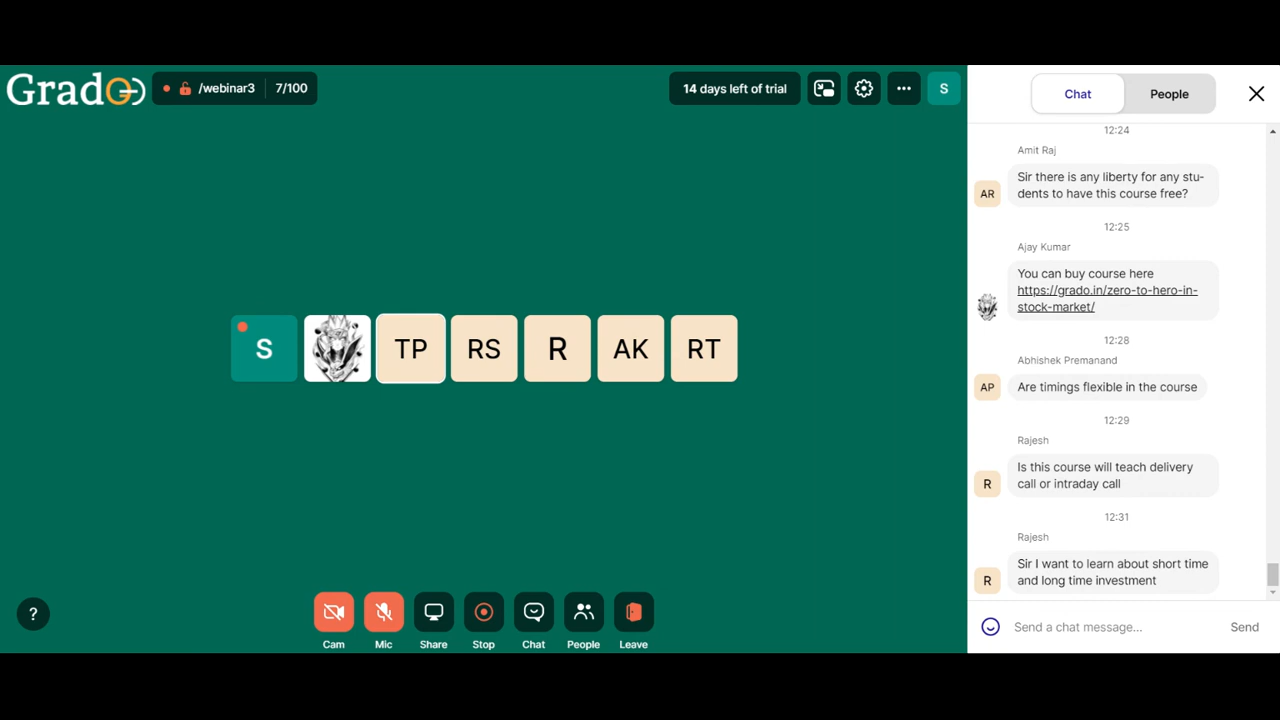 Grado
/webinar3
7/100
14 days left of trial
S
S
TP
RS
R
AK
RT
?
Cam
Mic
Share
Stop
Chat
People
Leave
Chat
People
12:24
Amit Raj
AR
Sir there is any liberty for any stu-
dents to have this course free?
12:25
Ajay Kumar
You can buy course here
https://grado.in/zero-to-hero-in-
stock-market/
12:28
Abhishek Premanand
AP
Are timings flexible in the course
12:29
Rajesh
Is this course will teach delivery
call or intraday call
R
12:31
Rajesh
Sir I want to learn about short time
and long time investment
R
Send a chat message...
Send